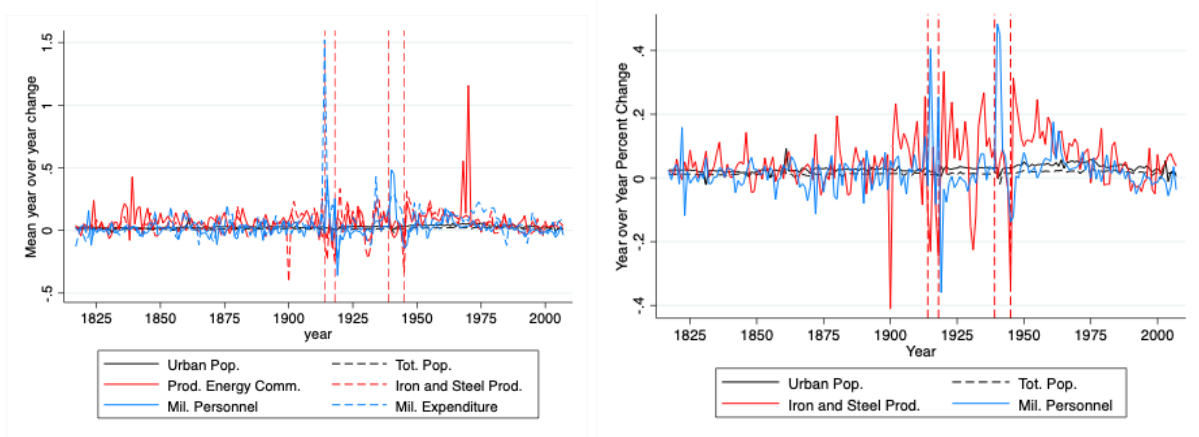 Mean year over year change
1.5
1
.5
0
-.5
1825 1850 1875 1900 1925 1950 1975 2000
year
Urban Pop. Tot. Pop.
Prod. Energy Comm. Iron and Steel Prod.
Mil. Personnel Mil. Expenditure
Year over Year Percent Change
.4
.2
0
-.2
-.4
1825 1850 1875 1900 1925 1950 1975 2000
Year
Urban Pop. Tot. Pop.
Iron and Steel Prod. Mil. Personnel